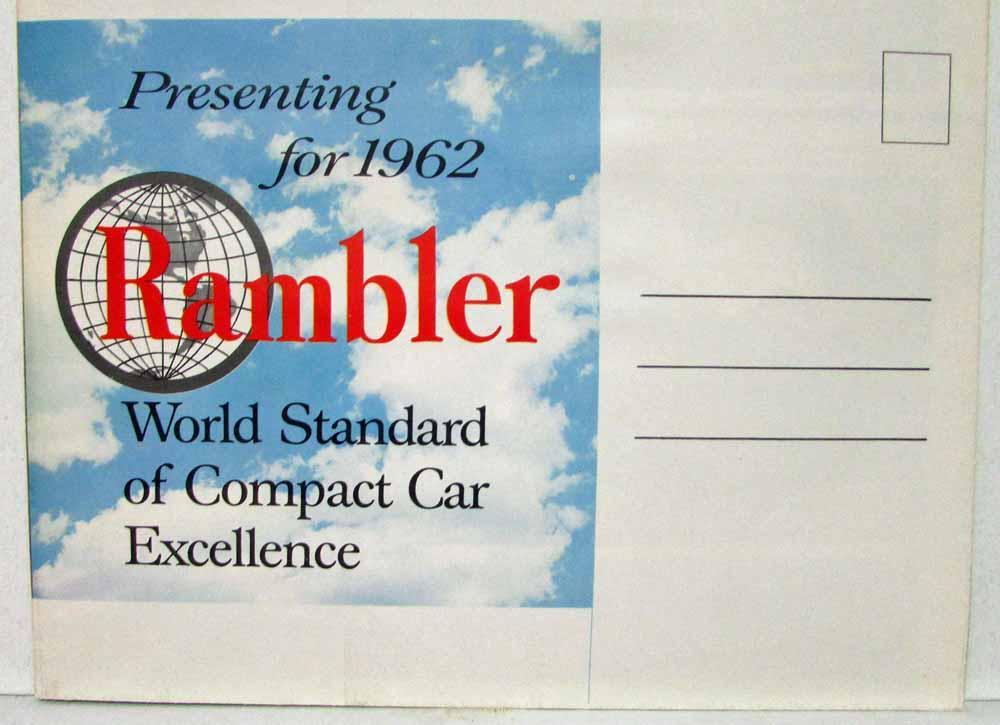 Presenting
for 1962
Rambler
World Standard
of Compact Car
Excellence